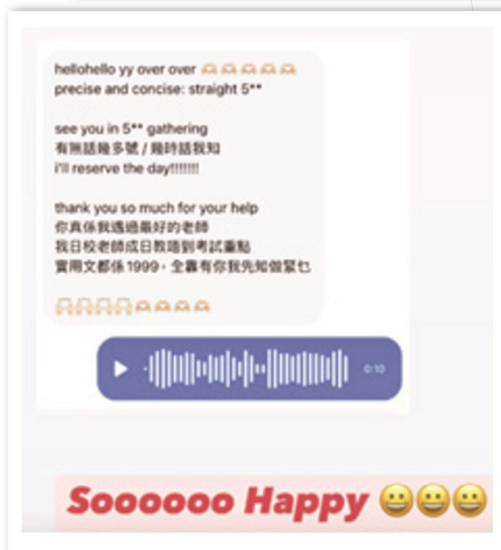 hellohello yy over over 🫶🏻🫶🏻🫶🏻🫶🏻🫶🏻
precise and concise: straight 5**
see you in 5** gathering
有無話幾多號 / 幾時話我知
i'll reserve the day!!!!!!!
thank you so much for your help
你真係我遇過最好的老師
我日校老師成日教唔到考試重點
實用文都係1999，全靠有你我先知做緊乜
0:10
Soooooo Happy 😀😀😀